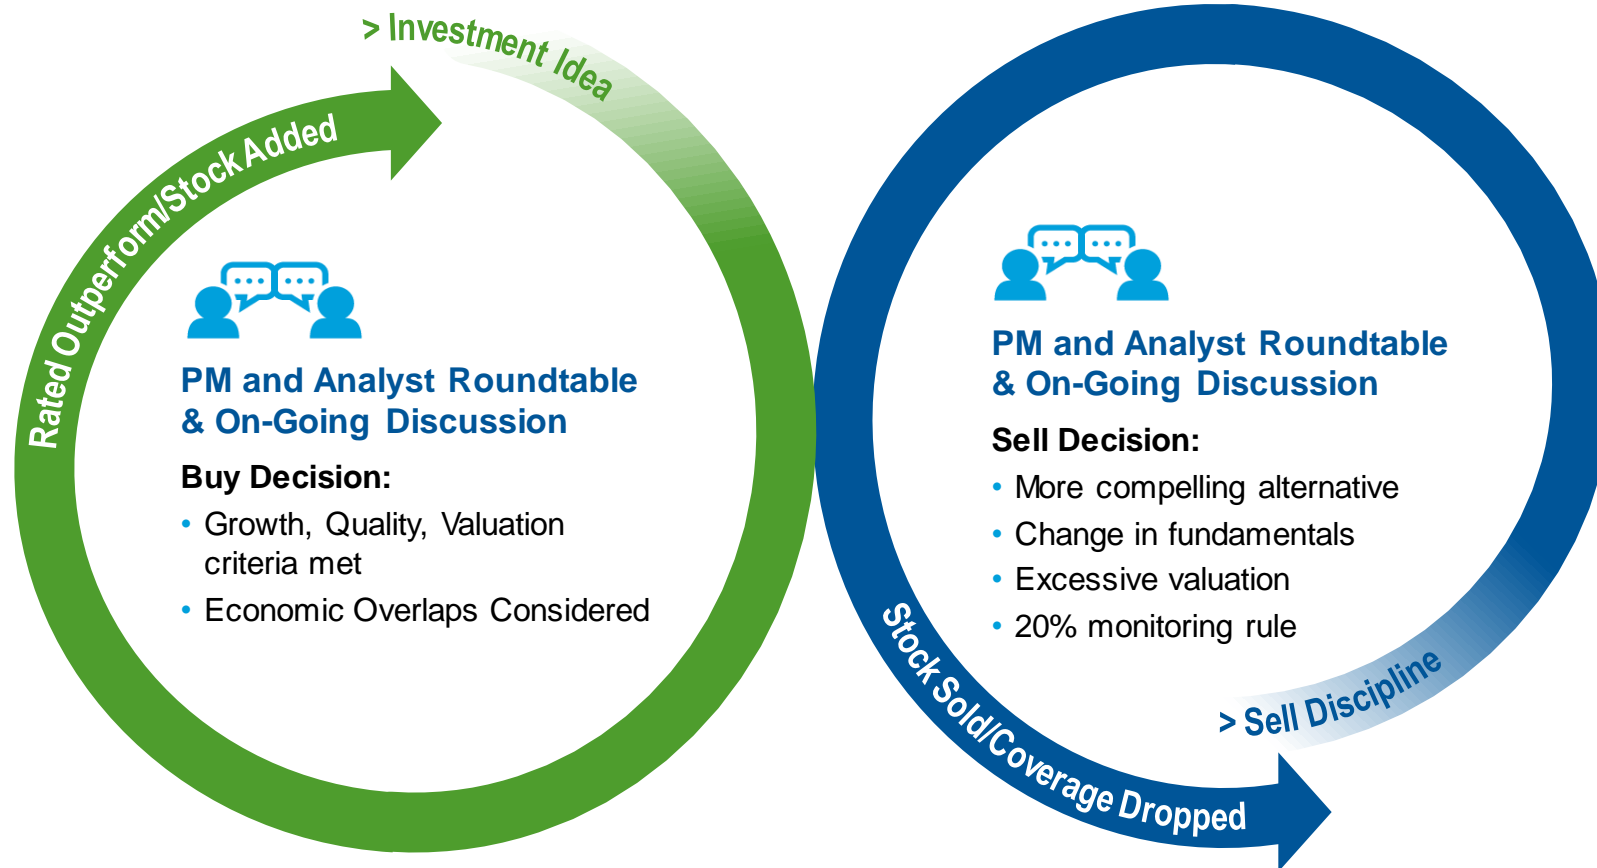 > Investment Idea
Rated Outperform/Stock Added
PM and Analyst Roundtable
& On-Going Discussion
Buy Decision:
• Growth, Quality, Valuation
criteria met
• Economic Overlaps Considered
PM and Analyst Roundtable
& On-Going Discussion
Sell Decision:
• More compelling alternative
• Change in fundamentals
• Excessive valuation
• 20% monitoring rule
> Sell Discipline
Stock Sold/Coverage Dropped